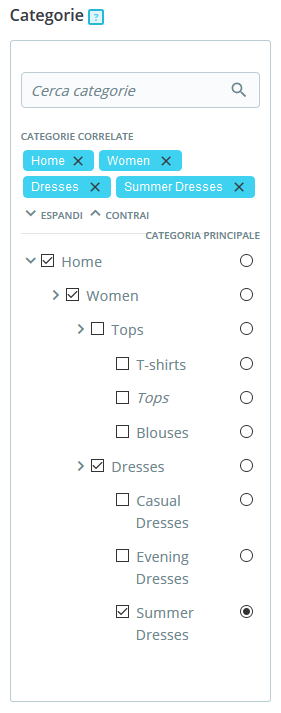 Categorie ?
Cerca categorie
CATEGORIE CORRELATE
Home ✕ Women ✕
Dresses ✕ Summer Dresses ✕
ESPANDI CONTRAI
CATEGORIA PRINCIPALE
Home
Women
Tops
T-shirts
Tops
Blouses
Dresses
Casual
Dresses
Evening
Dresses
Summer
Dresses